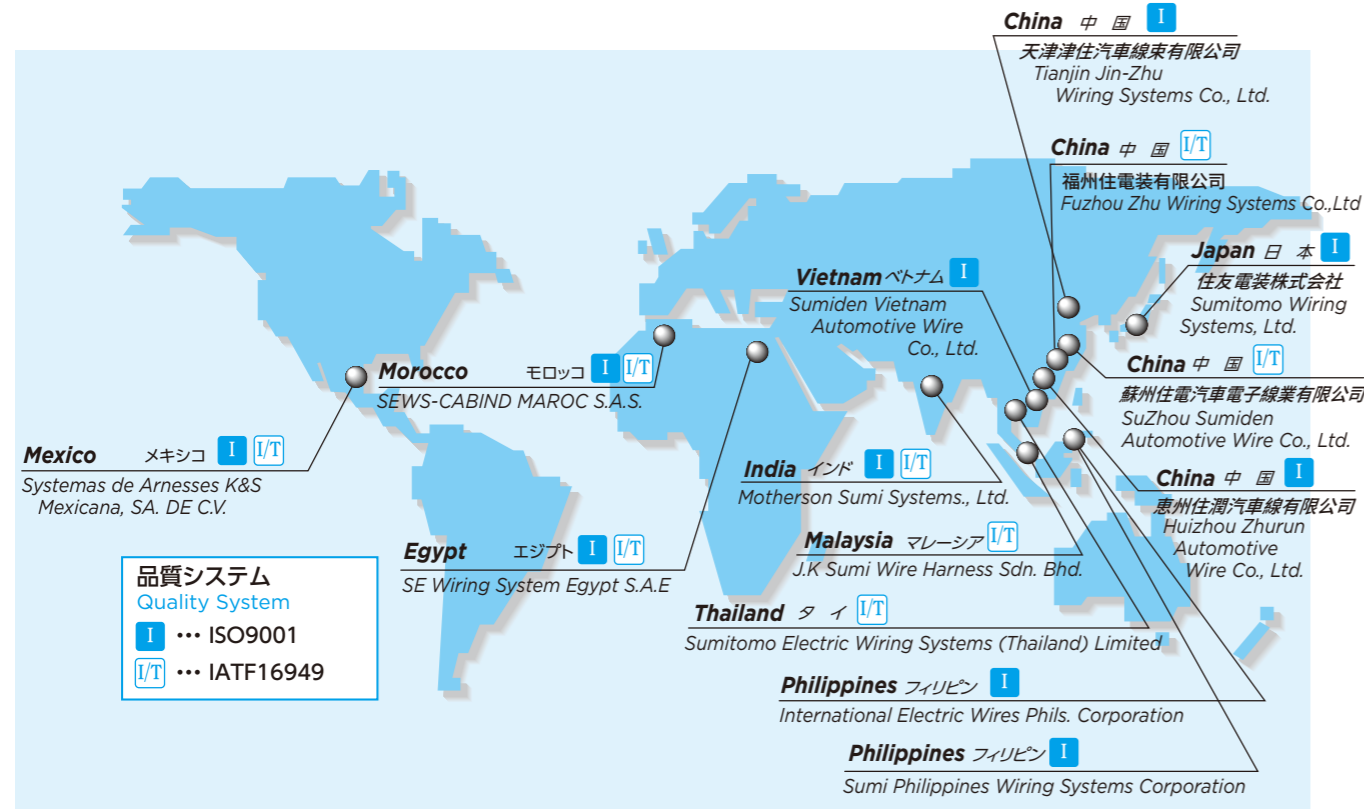 China 中 国 I
天津津住汽車線束有限公司
Tianjin Jin-Zhu
Wiring Systems Co., Ltd.
China 中 国 I/T
福州住電装有限公司
Fuzhou Zhu Wiring Systems Co.,Ltd
Japan 日 本 I
住友電装株式会社
Sumitomo Wiring
Systems, Ltd.
Vietnam ベトナム I
Sumiden Vietnam
Automotive Wire
Co., Ltd.
China 中 国 I/T
蘇州住電汽車電子線業有限公司
SuZhou Sumiden
Automotive Wire Co., Ltd.
Morocco モロッコ I I/T
SEWS-CABIND MAROC S.A.S.
Mexico メキシコ I I/T
Systemas de Arnesses K&S
Mexicana, SA. DE C.V.
India インド I I/T
Motherson Sumi Systems., Ltd.
China 中 国 I
惠州住潤汽車線有限公司
Huizhou Zhurun
Automotive
Wire Co., Ltd.
Egypt エジプト I I/T
SE Wiring System Egypt S.A.E
Malaysia マレーシア I/T
J.K Sumi Wire Harness Sdn. Bhd.
Thailand タ イ I/T
Sumitomo Electric Wiring Systems (Thailand) Limited
Philippines フィリピン I
International Electric Wires Phils. Corporation
Philippines フィリピン I
Sumi Philippines Wiring Systems Corporation
品質システム
Quality System
I ••• ISO9001
I/T ••• IATF16949